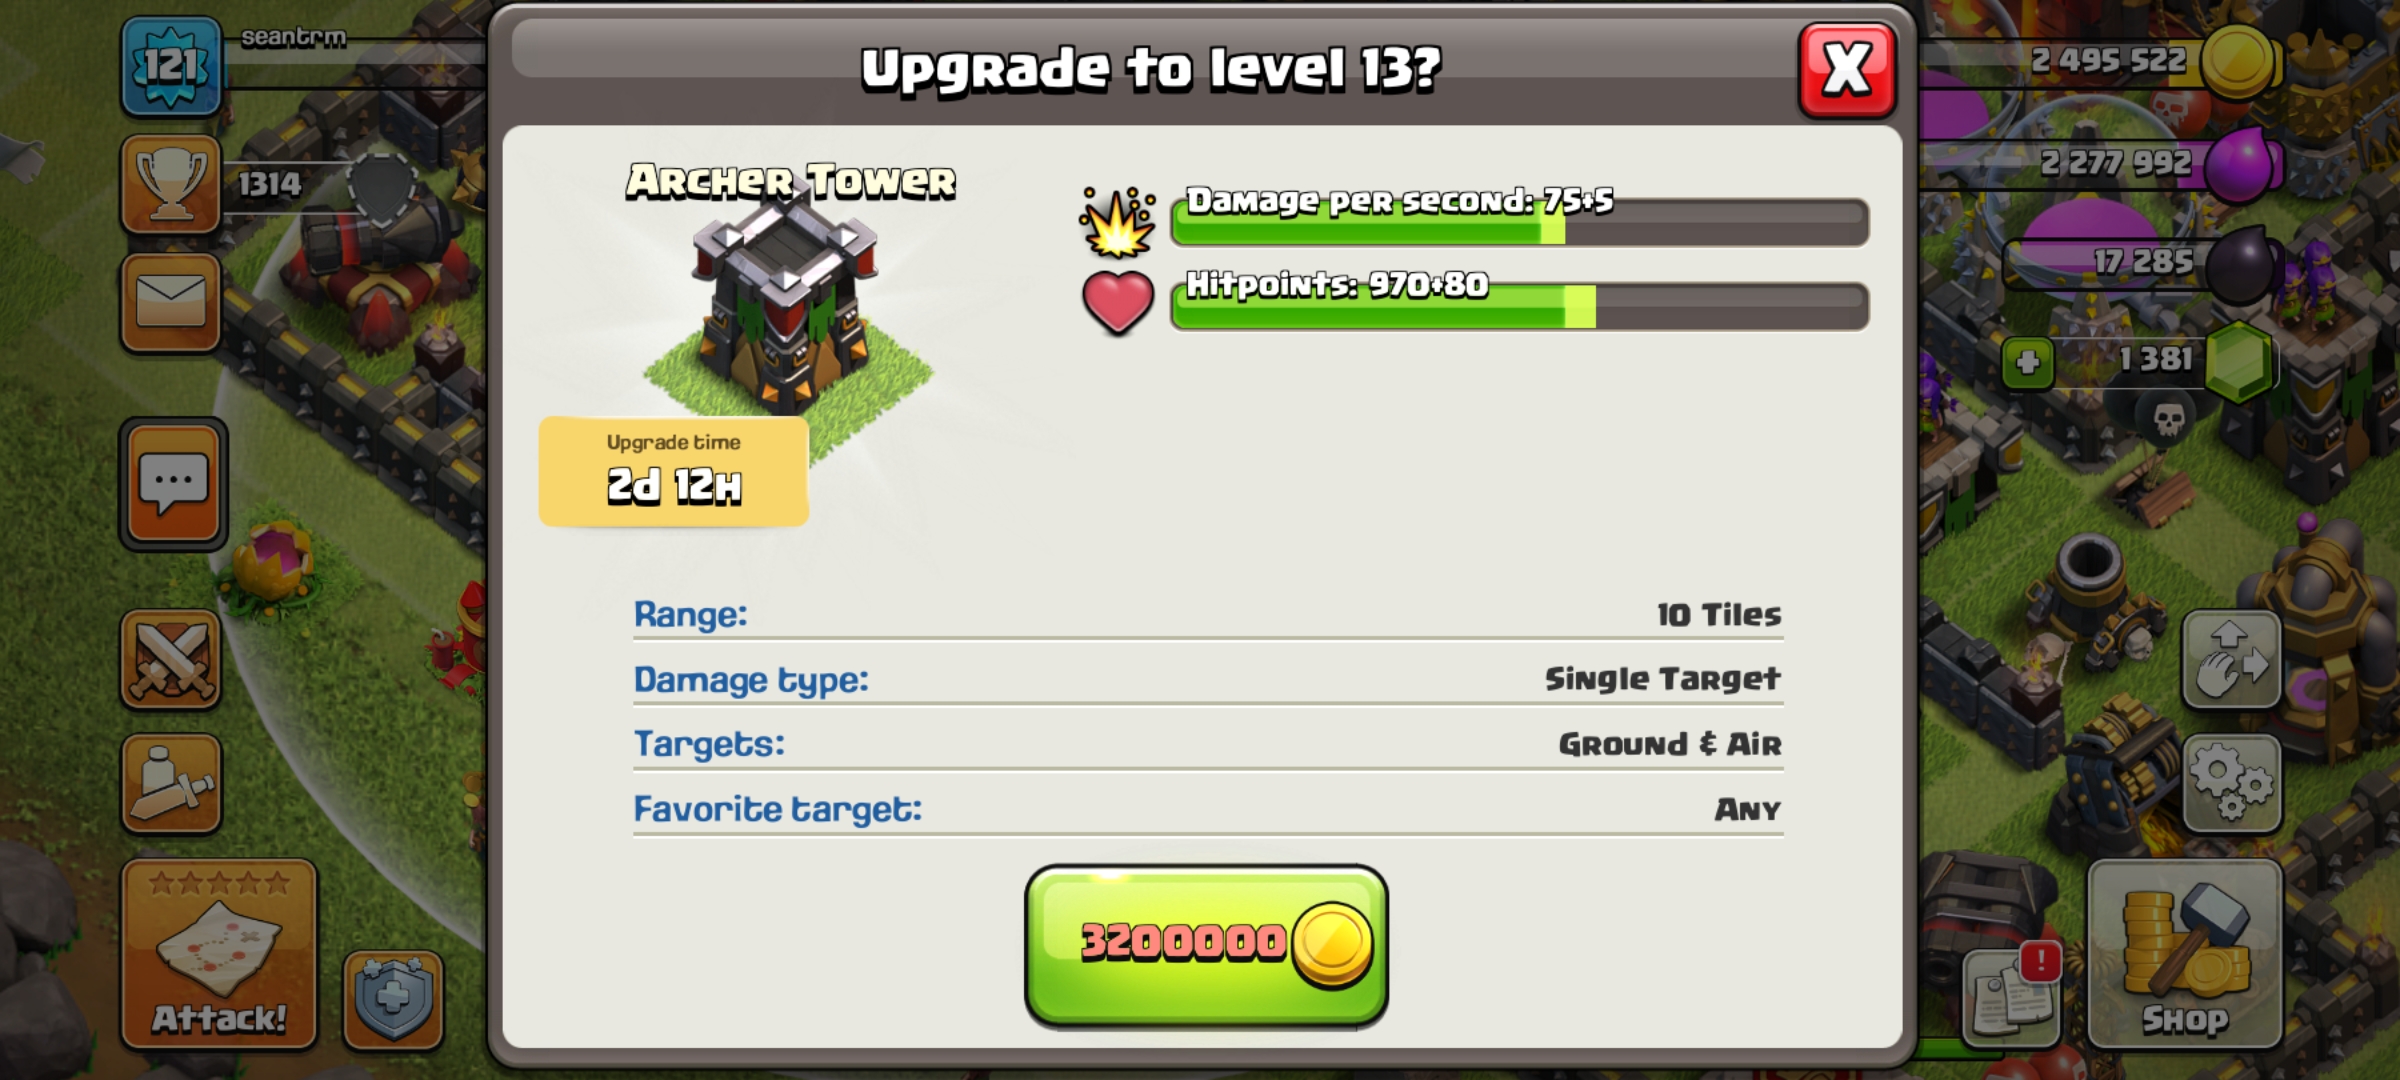 121
seantrm
Upgrade to level 13?
X
2 495 522
1314
Archer Tower
Damage per second: 75+5
2 277 992
Hitpoints: 970+80
17 285
1 381
Upgrade time
2d 12H
Range: 10 Tiles
Damage type: Single Target
Targets: Ground & Air
Favorite target: Any
3200000
!
Attack!
Shop